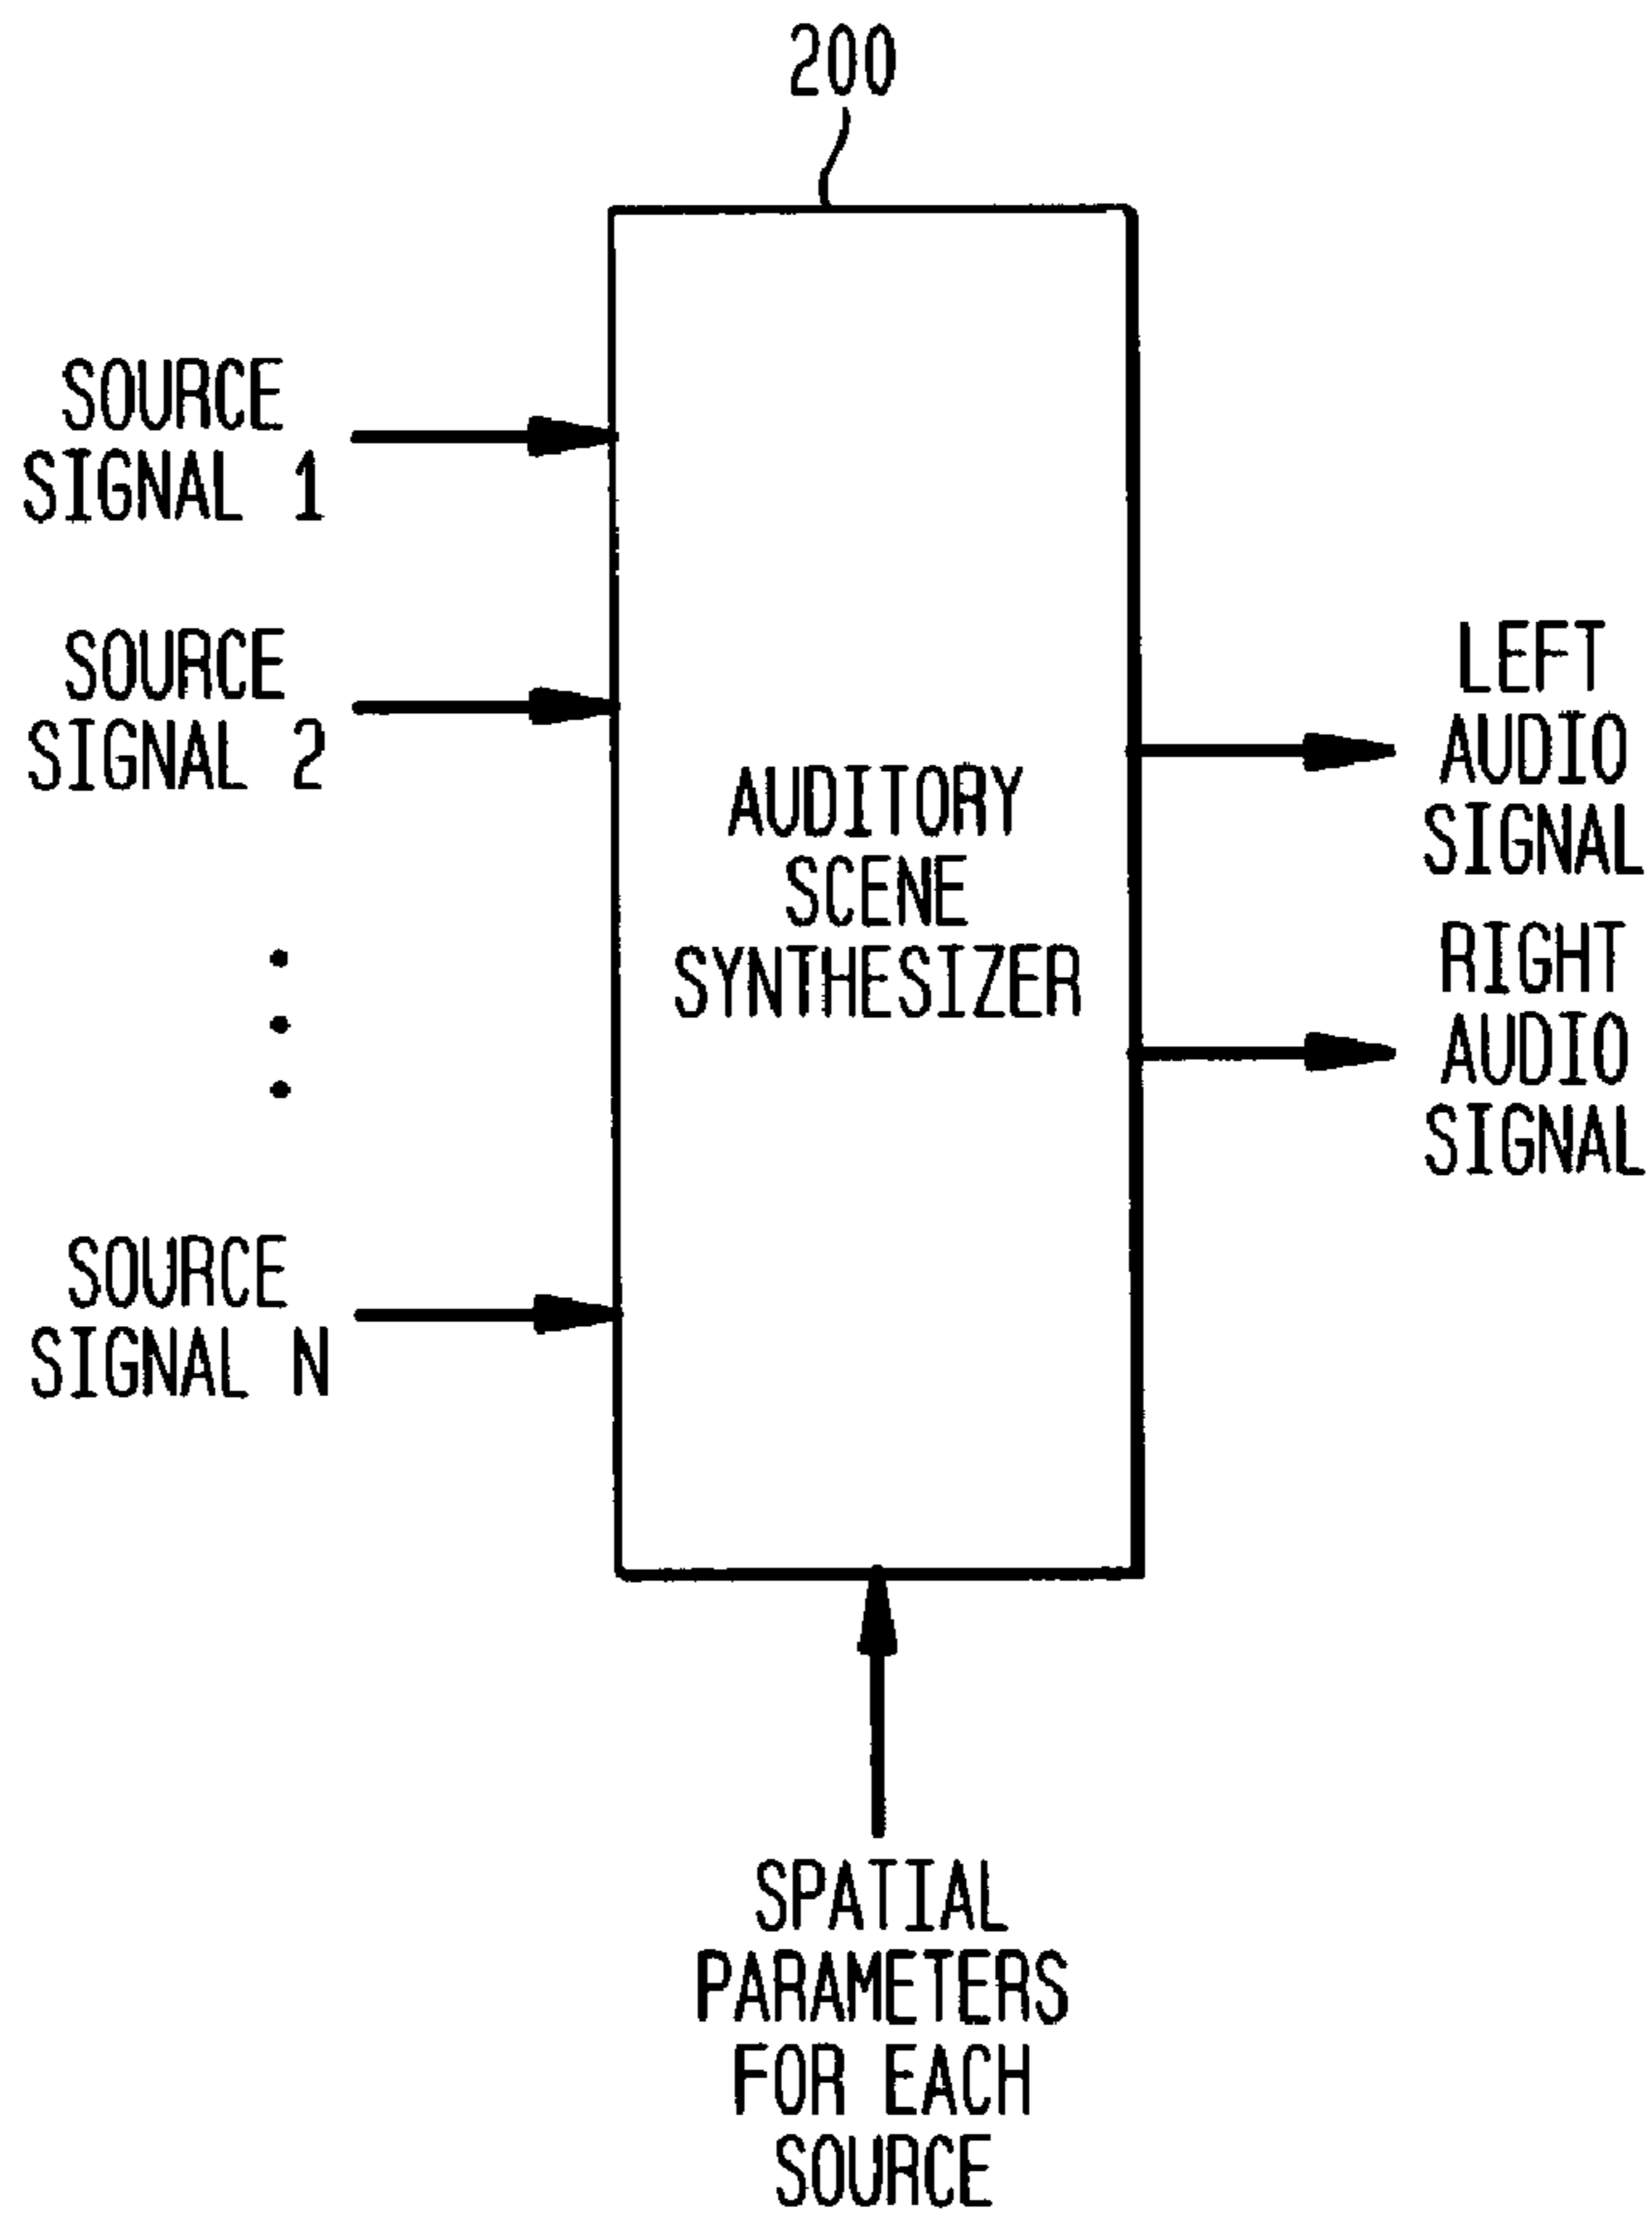 200
SOURCE
SIGNAL 1
SOURCE
SIGNAL 2
SOURCE
SIGNAL N
AUDITORY
SCENE
SYNTHESIZER
LEFT
AUDIO
SIGNAL
RIGHT
AUDIO
SIGNAL
SPATIAL
PARAMETERS
FOR EACH
SOURCE